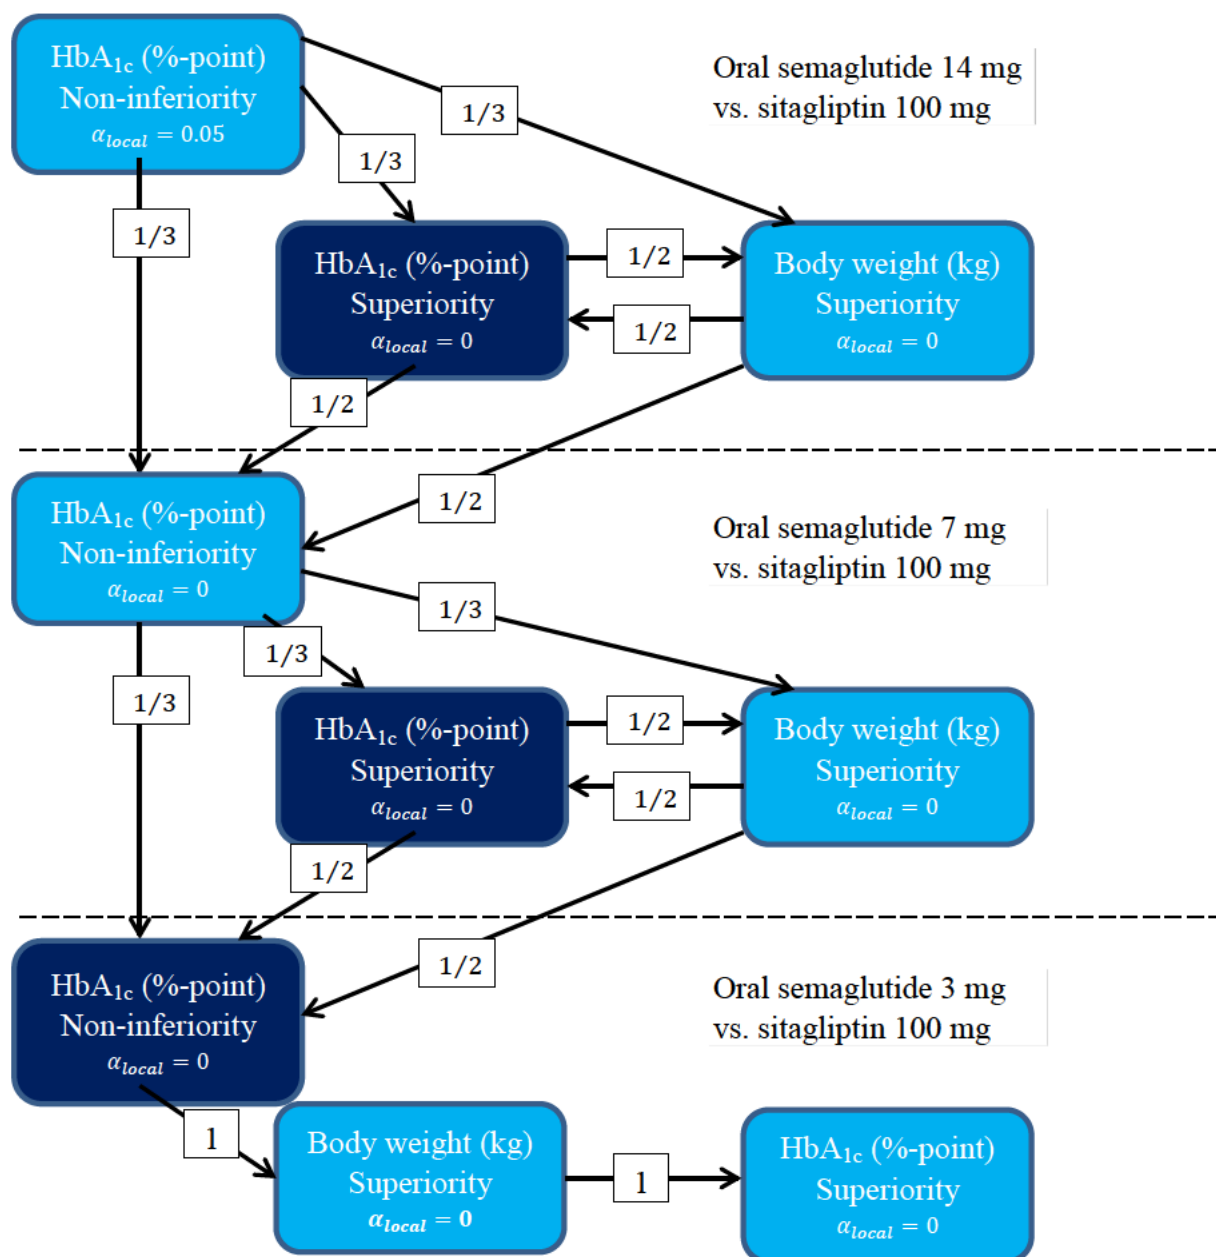 HbA1c (%-point)
Non-inferiority
αlocal = 0.05
Oral semaglutide 14 mg
vs. sitagliptin 100 mg
1/3
1/3
1/3
HbA1c (%-point)
Superiority
αlocal = 0
1/2
1/2
Body weight (kg)
Superiority
αlocal = 0
1/2
1/2
HbA1c (%-point)
Non-inferiority
αlocal = 0
Oral semaglutide 7 mg
vs. sitagliptin 100 mg
1/3
1/3
1/3
HbA1c (%-point)
Superiority
αlocal = 0
1/2
1/2
Body weight (kg)
Superiority
αlocal = 0
1/2
1/2
HbA1c (%-point)
Non-inferiority
αlocal = 0
Oral semaglutide 3 mg
vs. sitagliptin 100 mg
1
Body weight (kg)
Superiority
αlocal = 0
1
HbA1c (%-point)
Superiority
αlocal = 0